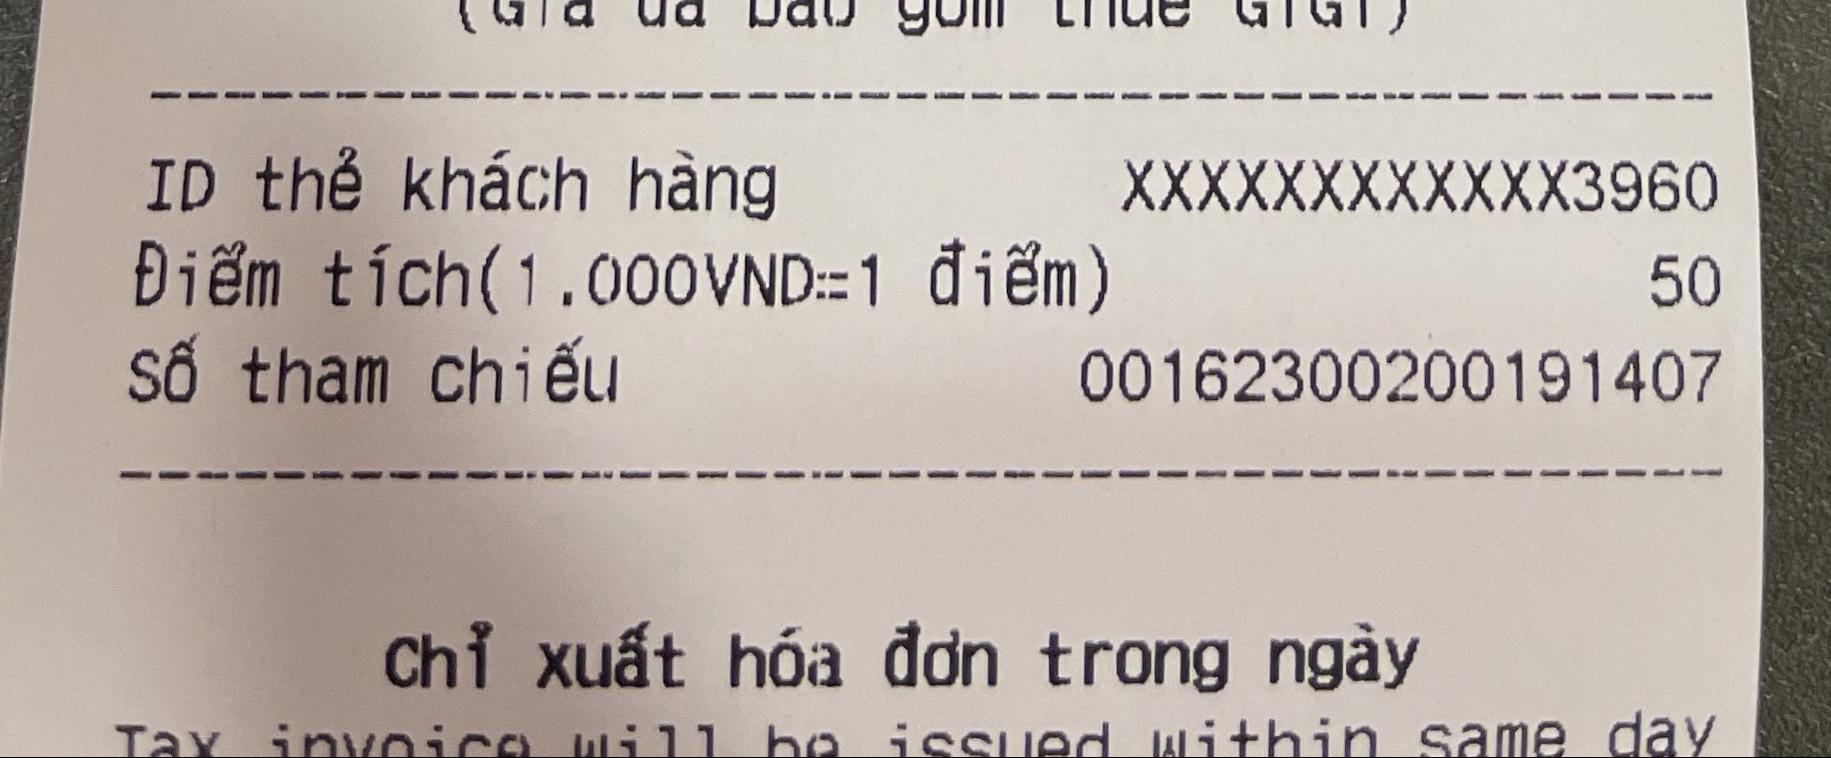 (Giá đã bao gồm thuế GTGT)
ID thẻ khách hàng XXXXXXXXXXXX3960
Điểm tích(1.000VND=1 điểm) 50
Số tham chiếu 00162300200191407
Chỉ xuất hóa đơn trong ngày
Tax invoice will be issued within same day